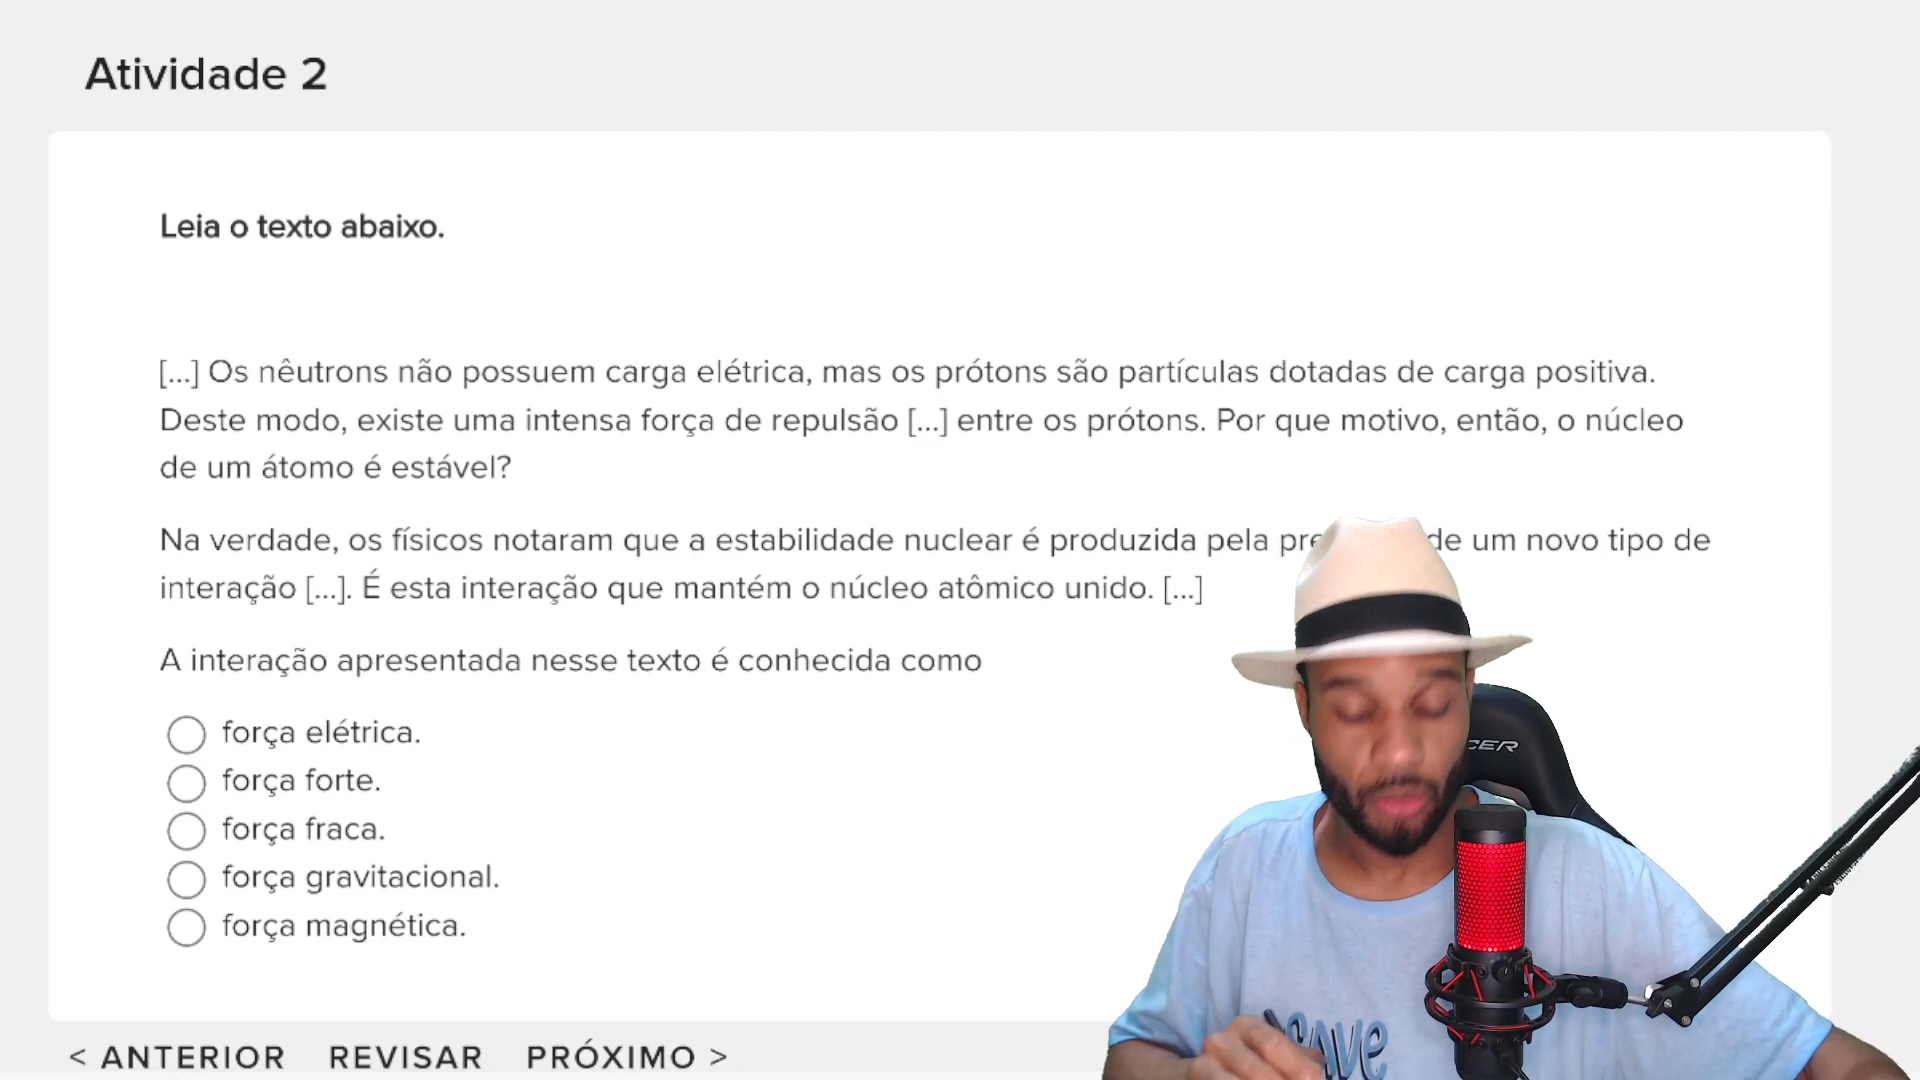 Atividade 2
Leia o texto abaixo.
[...] Os nêutrons não possuem carga elétrica, mas os prótons são partículas dotadas de carga positiva.
Deste modo, existe uma intensa força de repulsão [...] entre os prótons. Por que motivo, então, o núcleo
de um átomo é estável?
Na verdade, os físicos notaram que a estabilidade nuclear é produzida pela de um novo tipo de
interação [...]. É esta interação que mantém o núcleo atômico unido. [...]
A interação apresentada nesse texto é conhecida como
força elétrica.
força forte.
força fraca.
força gravitacional.
força magnética.
< ANTERIOR REVISAR PRÓXIMO >